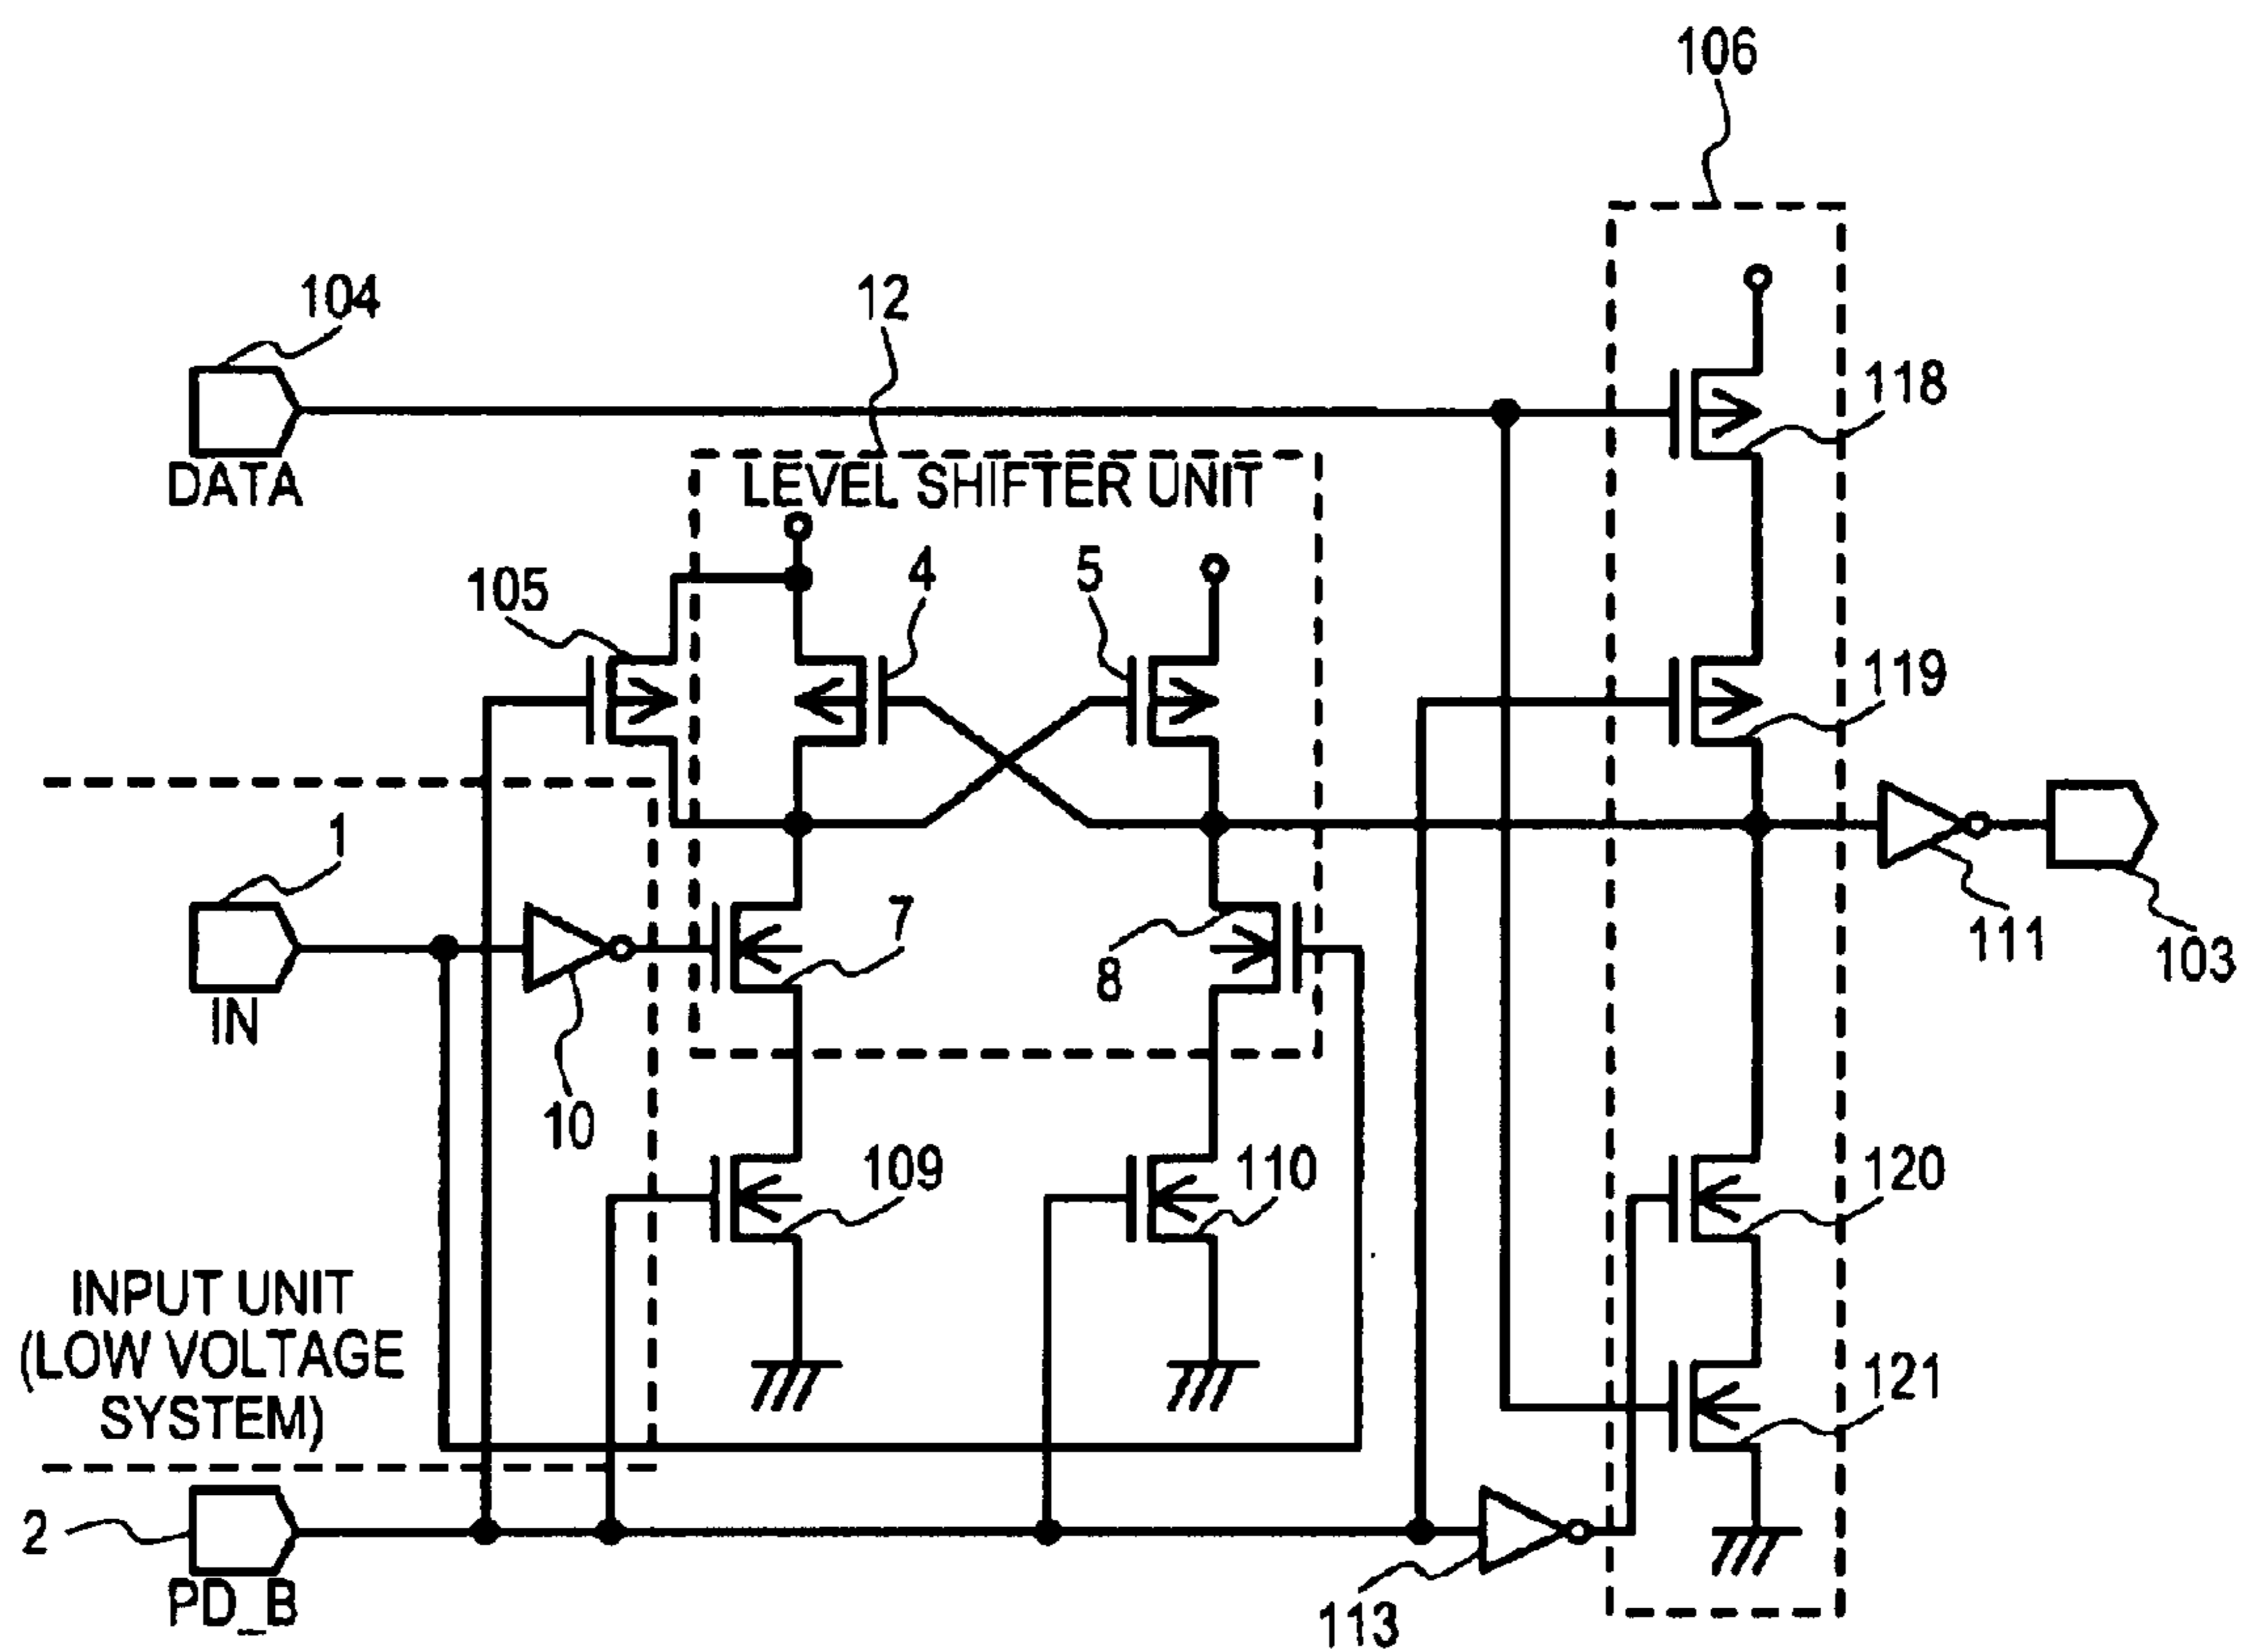 106
104
12
118
DATA
LEVEL SHIFTER UNIT
105
4
5
119
1
7
8
111
103
IN
10
109
110
120
INPUT UNIT
(LOW VOLTAGE
SYSTEM)
121
2
PD_B
113